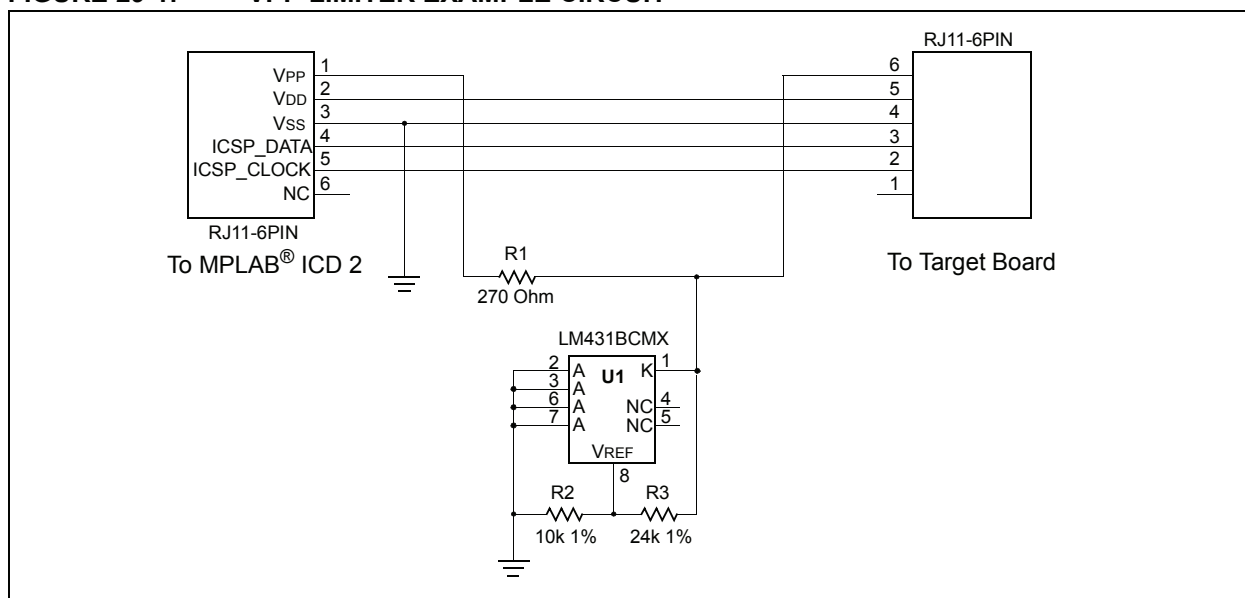 FIGURE 20-1: VPP LIMITER EXAMPLE CIRCUIT
RJ11-6PIN
VPP 1
VDD 2
VSS 3
ICSP_DATA 4
ICSP_CLOCK 5
NC 6
RJ11-6PIN
To MPLAB® ICD 2
6
5
4
3
2
1
To Target Board
R1
270 Ohm
LM431BCMX
2 A U1 K 1
3 A
6 A NC 4
7 A NC 5
VREF
8
R2 R3
10k 1% 24k 1%